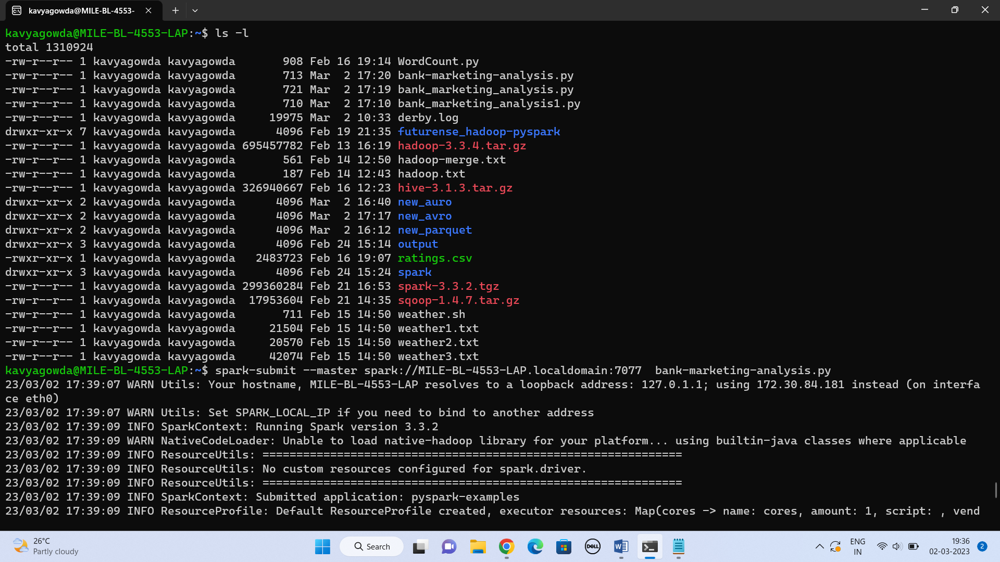 kavyagowda@MILE-BL-4553-
kavyagowda@MILE-BL-4553-LAP:~$ ls -l
total 1310924
-rw-r--r-- 1 kavyagowda kavyagowda       908 Feb 16 19:14 WordCount.py
-rw-r--r-- 1 kavyagowda kavyagowda       713 Mar  2 17:20 bank-marketing-analysis.py
-rw-r--r-- 1 kavyagowda kavyagowda       721 Mar  2 17:19 bank_marketing_analysis.py
-rw-r--r-- 1 kavyagowda kavyagowda       710 Mar  2 17:10 bank_marketing_analysis1.py
-rw-r--r-- 1 kavyagowda kavyagowda     19975 Mar  2 10:33 derby.log
drwxr-xr-x 7 kavyagowda kavyagowda      4096 Feb 19 21:35 futurense_hadoop-pyspark
-rw-r--r-- 1 kavyagowda kavyagowda 695457782 Feb 13 16:19 hadoop-3.3.4.tar.gz
-rw-r--r-- 1 kavyagowda kavyagowda       561 Feb 14 12:50 hadoop-merge.txt
-rw-r--r-- 1 kavyagowda kavyagowda       187 Feb 14 12:43 hadoop.txt
-rw-r--r-- 1 kavyagowda kavyagowda 326940667 Feb 16 12:23 hive-3.1.3.tar.gz
drwxr-xr-x 2 kavyagowda kavyagowda      4096 Mar  2 16:40 new_auro
drwxr-xr-x 2 kavyagowda kavyagowda      4096 Mar  2 17:17 new_avro
drwxr-xr-x 2 kavyagowda kavyagowda      4096 Mar  2 16:12 new_parquet
drwxr-xr-x 3 kavyagowda kavyagowda      4096 Feb 24 15:14 output
-rwxr-xr-x 1 kavyagowda kavyagowda   2483723 Feb 16 19:07 ratings.csv
drwxr-xr-x 3 kavyagowda kavyagowda      4096 Feb 24 15:24 spark
-rw-r--r-- 1 kavyagowda kavyagowda 299360284 Feb 21 16:53 spark-3.3.2.tgz
-rw-r--r-- 1 kavyagowda kavyagowda  17953604 Feb 21 14:35 sqoop-1.4.7.tar.gz
-rw-r--r-- 1 kavyagowda kavyagowda       711 Feb 15 14:50 weather.sh
-rw-r--r-- 1 kavyagowda kavyagowda     21504 Feb 15 14:50 weather1.txt
-rw-r--r-- 1 kavyagowda kavyagowda     20570 Feb 15 14:50 weather2.txt
-rw-r--r-- 1 kavyagowda kavyagowda     42074 Feb 15 14:50 weather3.txt
kavyagowda@MILE-BL-4553-LAP:~$ spark-submit --master spark://MILE-BL-4553-LAP.localdomain:7077  bank-marketing-analysis.py
23/03/02 17:39:07 WARN Utils: Your hostname, MILE-BL-4553-LAP resolves to a loopback address: 127.0.1.1; using 172.30.84.181 instead (on interfa
ce eth0)
23/03/02 17:39:07 WARN Utils: Set SPARK_LOCAL_IP if you need to bind to another address
23/03/02 17:39:09 INFO SparkContext: Running Spark version 3.3.2
23/03/02 17:39:09 WARN NativeCodeLoader: Unable to load native-hadoop library for your platform... using builtin-java classes where applicable
23/03/02 17:39:09 INFO ResourceUtils: ==============================================================
23/03/02 17:39:09 INFO ResourceUtils: No custom resources configured for spark.driver.
23/03/02 17:39:09 INFO ResourceUtils: ==============================================================
23/03/02 17:39:09 INFO SparkContext: Submitted application: pyspark-examples
23/03/02 17:39:09 INFO ResourceProfile: Default ResourceProfile created, executor resources: Map(cores -> name: cores, amount: 1, script: , vend
26°C
Partly cloudy
Search
DELL
W
ENG
IN
19:36
02-03-2023
2